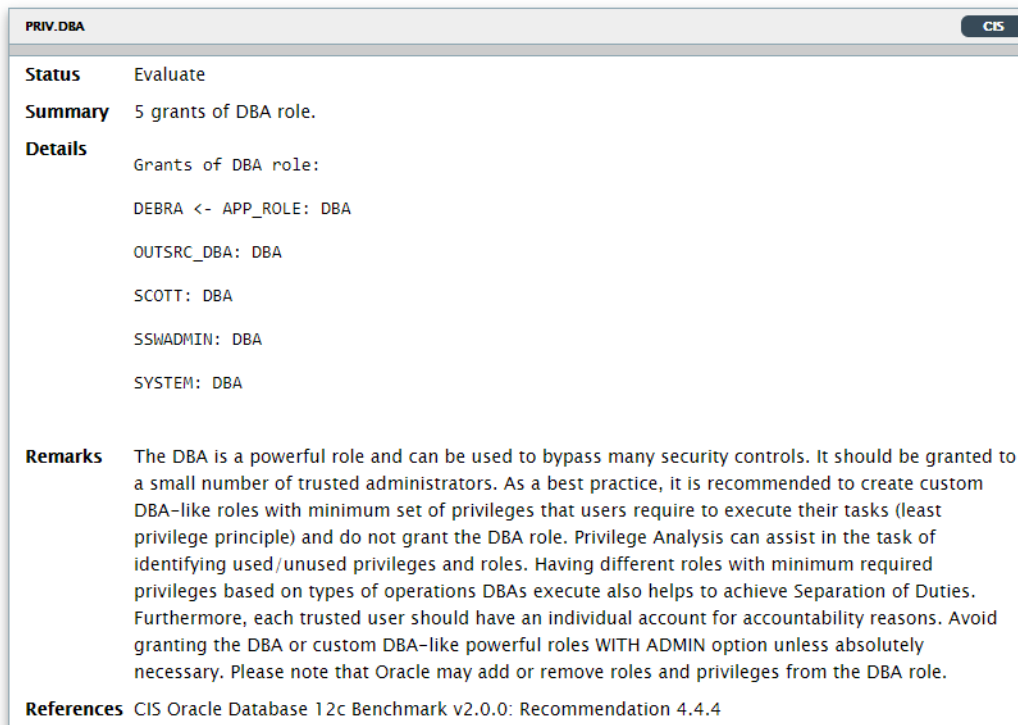 PRIV.DBA CIS
Status Evaluate
Summary 5 grants of DBA role.
Details
Grants of DBA role:
DEBRA <- APP_ROLE: DBA
OUTSRC_DBA: DBA
SCOTT: DBA
SSWADMIN: DBA
SYSTEM: DBA
Remarks The DBA is a powerful role and can be used to bypass many security controls. It should be granted to
a small number of trusted administrators. As a best practice, it is recommended to create custom
DBA-like roles with minimum set of privileges that users require to execute their tasks (least
privilege principle) and do not grant the DBA role. Privilege Analysis can assist in the task of
identifying used/unused privileges and roles. Having different roles with minimum required
privileges based on types of operations DBAs execute also helps to achieve Separation of Duties.
Furthermore, each trusted user should have an individual account for accountability reasons. Avoid
granting the DBA or custom DBA-like powerful roles WITH ADMIN option unless absolutely
necessary. Please note that Oracle may add or remove roles and privileges from the DBA role.
References CIS Oracle Database 12c Benchmark v2.0.0: Recommendation 4.4.4